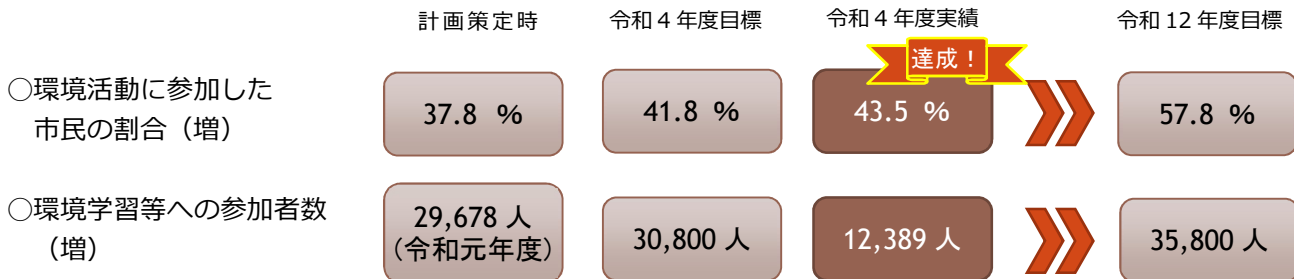 計画策定時 令和４年度目標 令和４年度実績 令和 12 年度目標
達成！
○環境活動に参加した
市民の割合（増）
37.8 % 41.8 % 43.5 % 57.8 %
○環境学習等への参加者数
（増）
29,678 人
（令和元年度）
30,800 人 12,389 人 35,800 人